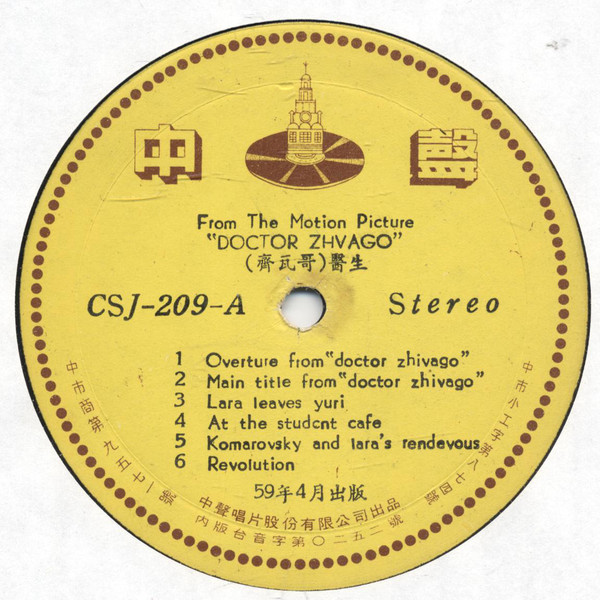 中 聲
From The Motion Picture
"DOCTOR ZHVAGO"
(齊瓦哥)醫生
CSJ-209-A Stereo
1 Overture from "doctor zhivago"
2 Main title from "doctor zhivago"
3 Lara leaves yuri
4 At the student cafe
5 Komarovsky and lara's rendevous
6 Revolution
59年4月出版
中市商第九五七一號
中聲唱片股份有限公司出品
內版台音字第〇二五二號
中市小工字第八七四號